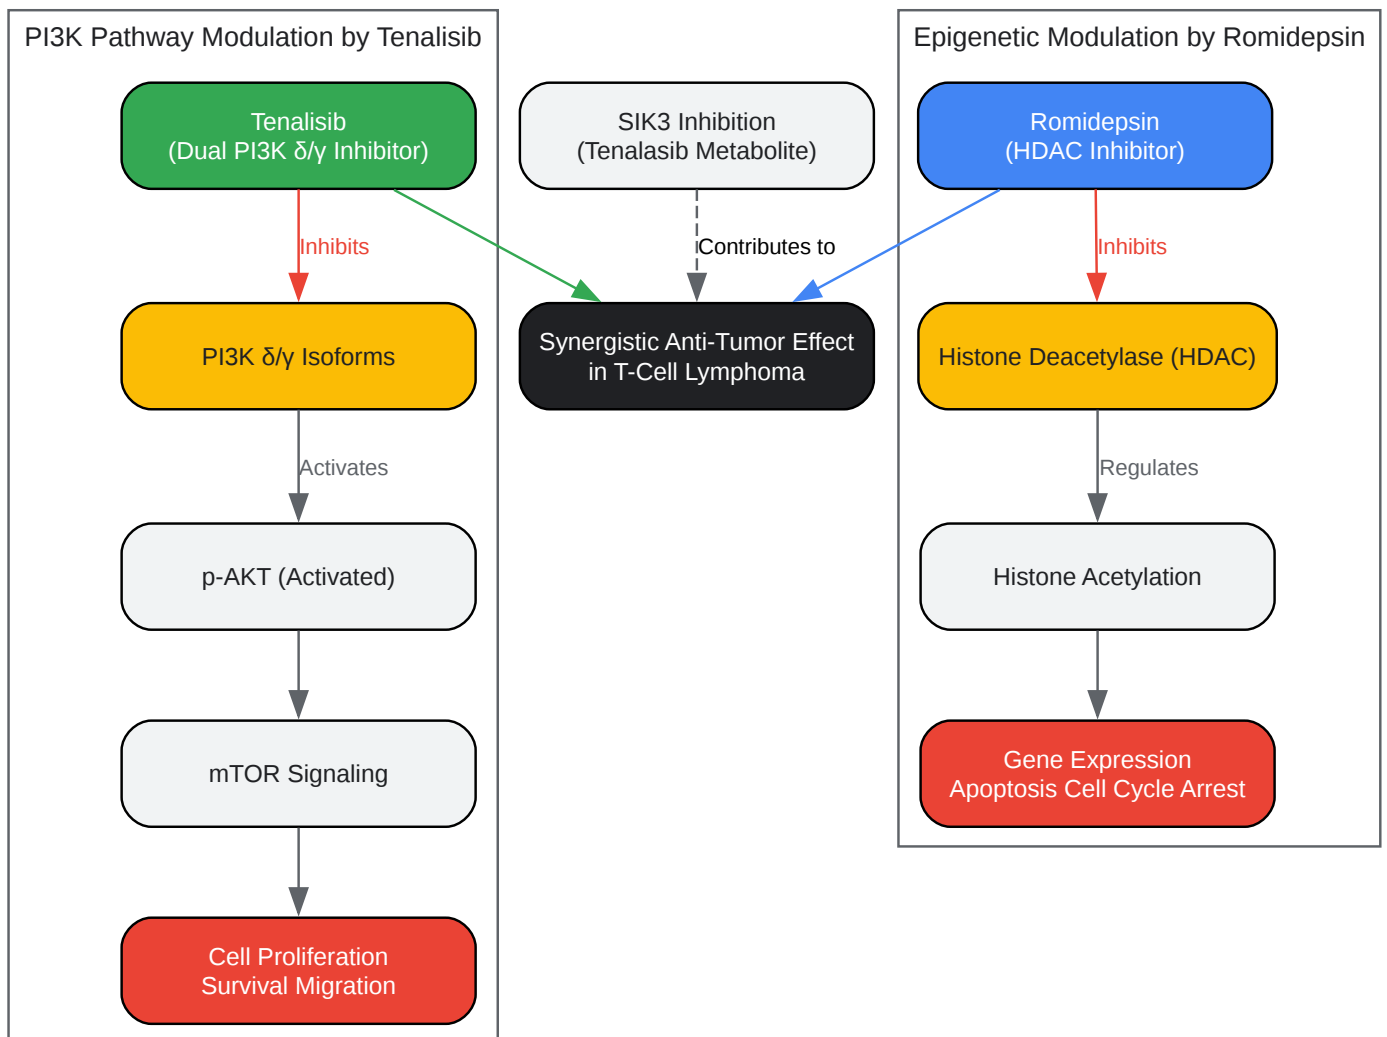 PI3K Pathway Modulation by Tenalisib
Tenalisib
(Dual PI3K δ/γ Inhibitor)
Inhibits
PI3K δ/γ Isoforms
Activates
p-AKT (Activated)
mTOR Signaling
Cell Proliferation
Survival Migration
SIK3 Inhibition
(Tenalasib Metabolite)
Contributes to
Synergistic Anti-Tumor Effect
in T-Cell Lymphoma
Epigenetic Modulation by Romidepsin
Romidepsin
(HDAC Inhibitor)
Inhibits
Histone Deacetylase (HDAC)
Regulates
Histone Acetylation
Gene Expression
Apoptosis Cell Cycle Arrest